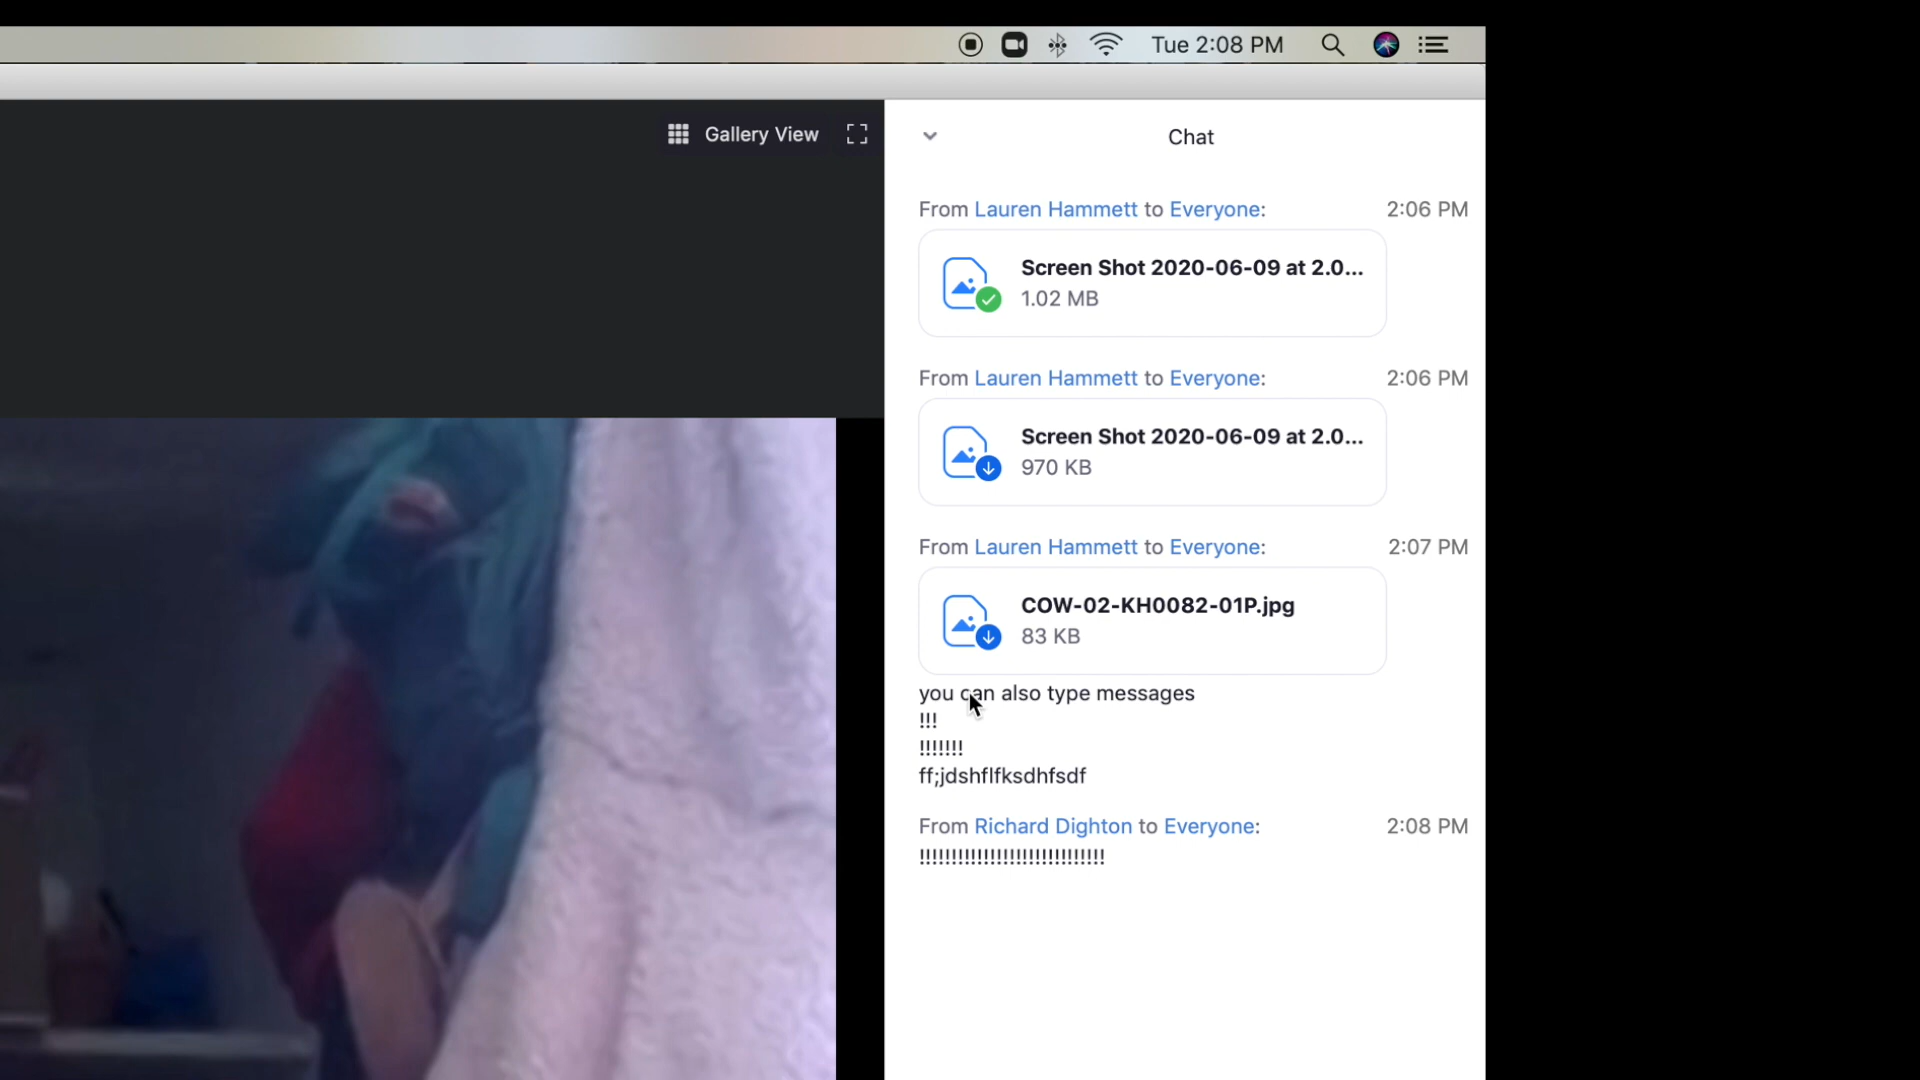 Tue 2:08 PM
Gallery View
Chat
From Lauren Hammett to Everyone: 2:06 PM
Screen Shot 2020-06-09 at 2.0...
1.02 MB
From Lauren Hammett to Everyone: 2:06 PM
Screen Shot 2020-06-09 at 2.0...
970 KB
From Lauren Hammett to Everyone: 2:07 PM
COW-02-KH0082-01P.jpg
83 KB
you can also type messages
!!!
!!!!!!!
ff;jdshflfksdhfsdf
From Richard Dighton to Everyone: 2:08 PM
!!!!!!!!!!!!!!!!!!!!!!!!!!!!!